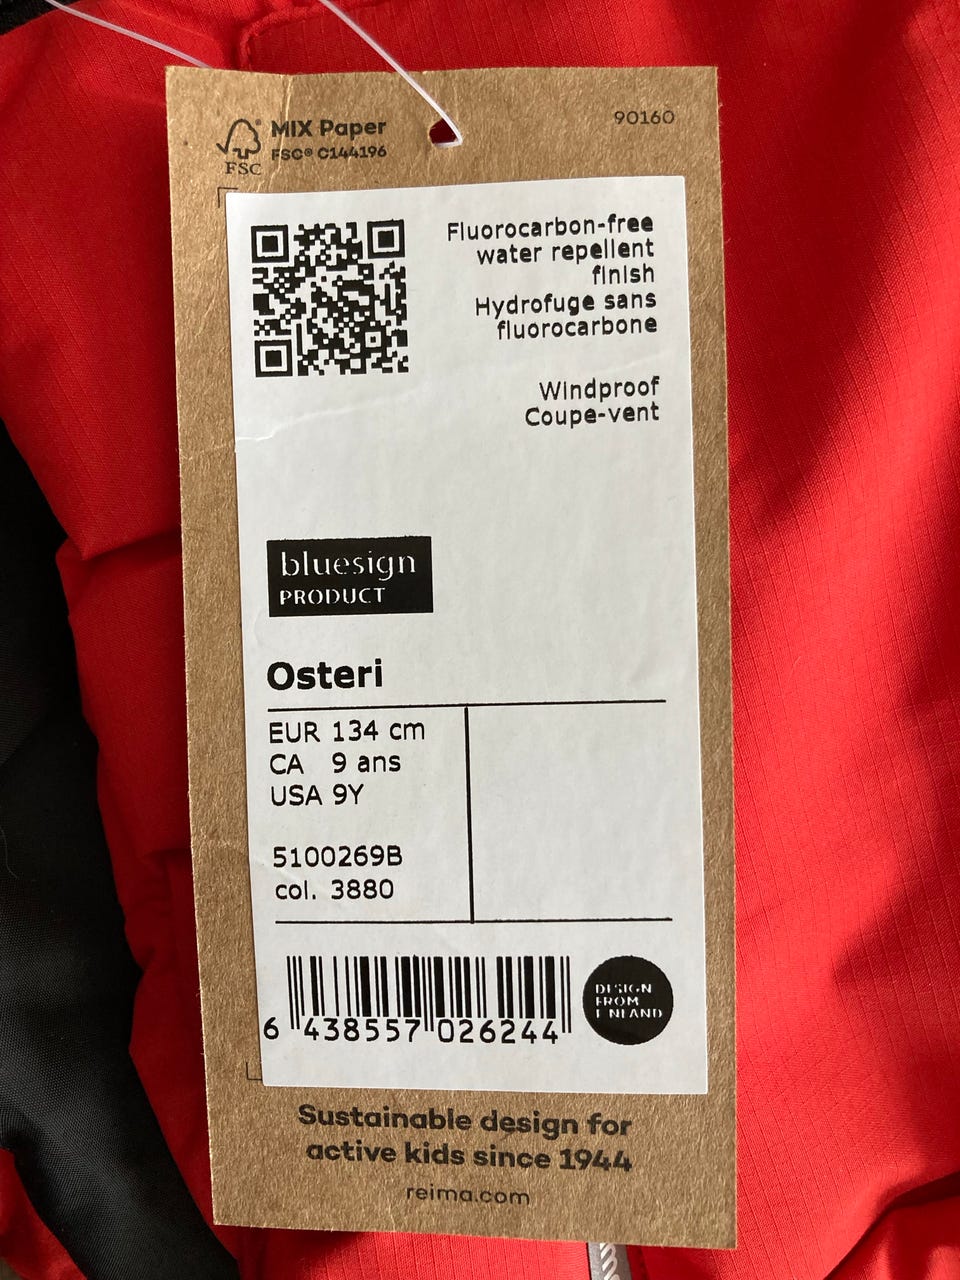 MIX Paper
FSC® C144196
FSC
90160
Fluorocarbon-free
water repellent
finish
Hydrofuge sans
fluorocarbone
Windproof
Coupe-vent
bluesign
PRODUCT
Osteri
EUR 134 cm
CA 9 ans
USA 9Y
5100269B
col. 3880
6 438557 026244
DESIGN
FROM
FINLAND
Sustainable design for
active kids since 1944
reima.com